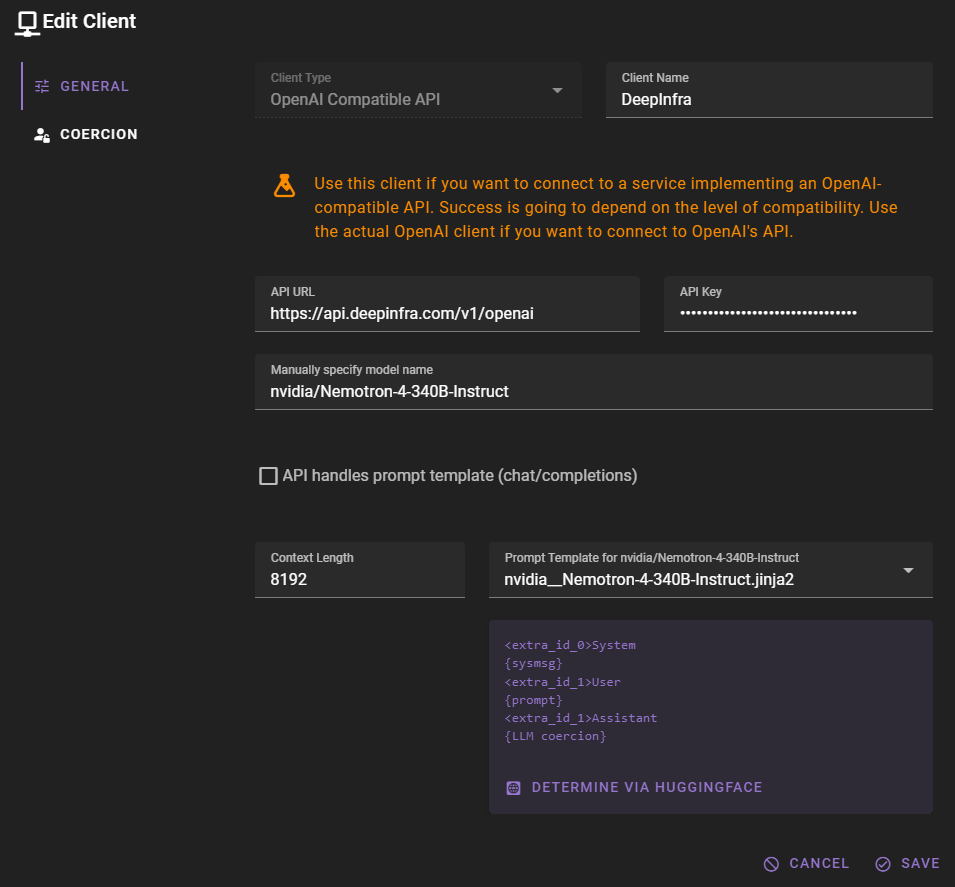 Edit Client
GENERAL
COERCION
Client Type
OpenAI Compatible API
Client Name
DeepInfra
Use this client if you want to connect to a service implementing an OpenAI-
compatible API. Success is going to depend on the level of compatibility. Use
the actual OpenAI client if you want to connect to OpenAI's API.
API URL
https://api.deepinfra.com/v1/openai
API Key
••••••••••••••••••••••••••••••••
Manually specify model name
nvidia/Nemotron-4-340B-Instruct
API handles prompt template (chat/completions)
Context Length
8192
Prompt Template for nvidia/Nemotron-4-340B-Instruct
nvidia__Nemotron-4-340B-Instruct.jinja2
<extra_id_0>System
{sysmsg}
<extra_id_1>User
{prompt}
<extra_id_1>Assistant
{LLM coercion}
DETERMINE VIA HUGGINGFACE
CANCEL
SAVE